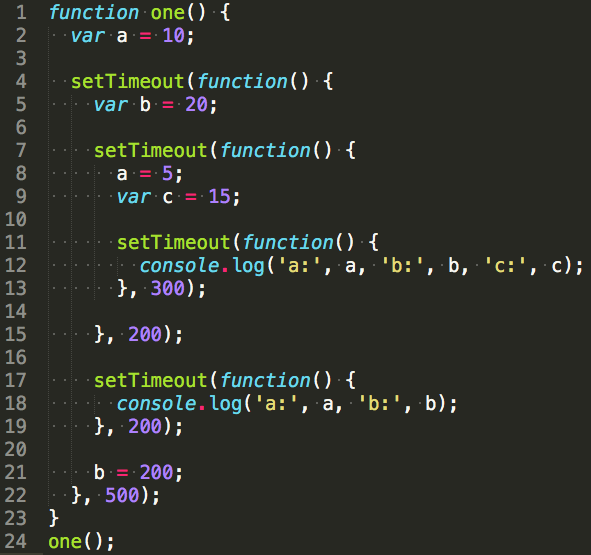 1 function one() {
2   var a = 10;
3
4   setTimeout(function() {
5     var b = 20;
6
7     setTimeout(function() {
8       a = 5;
9       var c = 15;
10
11       setTimeout(function() {
12         console.log('a:', a, 'b:', b, 'c:', c);
13       }, 300);
14
15     }, 200);
16
17     setTimeout(function() {
18       console.log('a:', a, 'b:', b);
19     }, 200);
20
21     b = 200;
22   }, 500);
23 }
24 one();